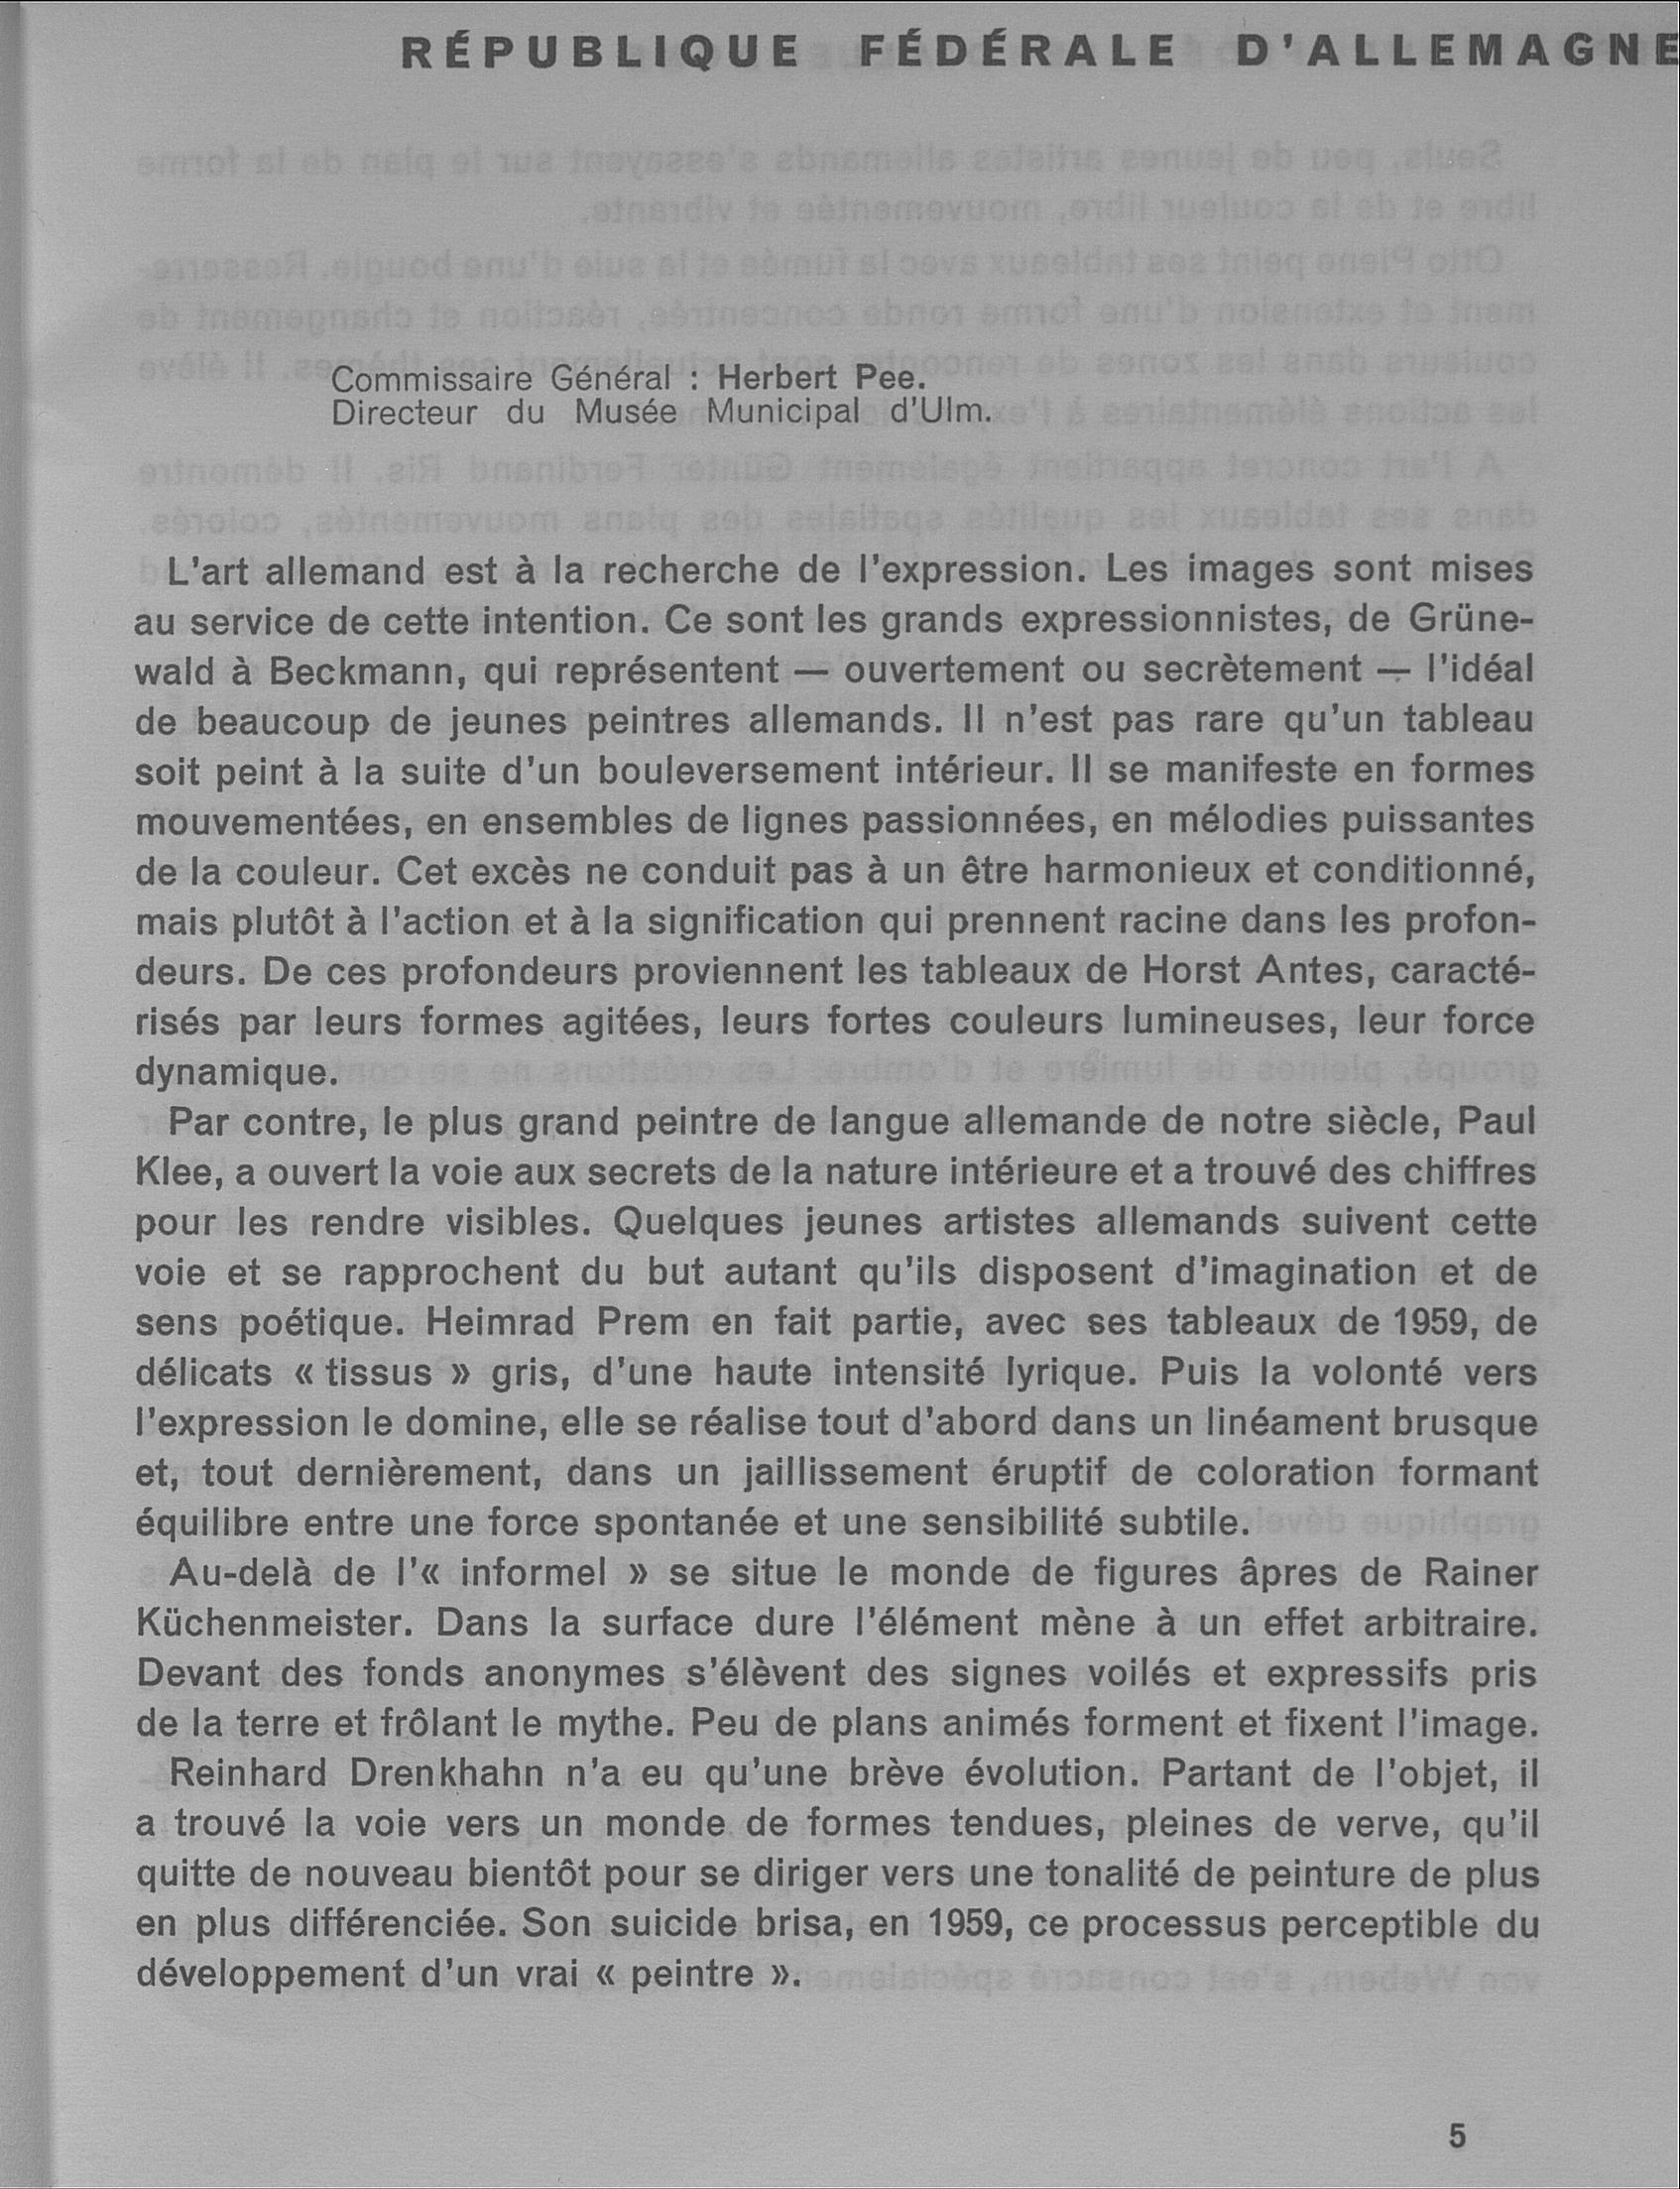 RÉPUBLIQUE FÉDÉRALE D'ALLEMAGNE
Commissaire Général : Herbert Pee.
Directeur du Musée Municipal d'Ulm.
L'art allemand est à la recherche de l'expression. Les images sont mises
au service de cette intention. Ce sont les grands expressionnistes, de Grüne-
wald à Beckmann, qui représentent — ouvertement ou secrètement — l'idéal
de beaucoup de jeunes peintres allemands. Il n'est pas rare qu'un tableau
soit peint à la suite d'un bouleversement intérieur. Il se manifeste en formes
mouvementées, en ensembles de lignes passionnées, en mélodies puissantes
de la couleur. Cet excès ne conduit pas à un être harmonieux et conditionné,
mais plutôt à l'action et à la signification qui prennent racine dans les profon-
deurs. De ces profondeurs proviennent les tableaux de Horst Antes, caracté-
risés par leurs formes agitées, leurs fortes couleurs lumineuses, leur force
dynamique.
Par contre, le plus grand peintre de langue allemande de notre siècle, Paul
Klee, a ouvert la voie aux secrets de la nature intérieure et a trouvé des chiffres
pour les rendre visibles. Quelques jeunes artistes allemands suivent cette
voie et se rapprochent du but autant qu'ils disposent d'imagination et de
sens poétique. Heimrad Prem en fait partie, avec ses tableaux de 1959, de
délicats « tissus » gris, d'une haute intensité lyrique. Puis la volonté vers
l'expression le domine, elle se réalise tout d'abord dans un linéament brusque
et, tout dernièrement, dans un jaillissement éruptif de coloration formant
équilibre entre une force spontanée et une sensibilité subtile.
Au-delà de l'« informel » se situe le monde de figures âpres de Rainer
Küchenmeister. Dans la surface dure l'élément mène à un effet arbitraire.
Devant des fonds anonymes s'élèvent des signes voilés et expressifs pris
de la terre et frôlant le mythe. Peu de plans animés forment et fixent l'image.
Reinhard Drenkhahn n'a eu qu'une brève évolution. Partant de l'objet, il
a trouvé la voie vers un monde de formes tendues, pleines de verve, qu'il
quitte de nouveau bientôt pour se diriger vers une tonalité de peinture de plus
en plus différenciée. Son suicide brisa, en 1959, ce processus perceptible du
développement d'un vrai « peintre ».
5